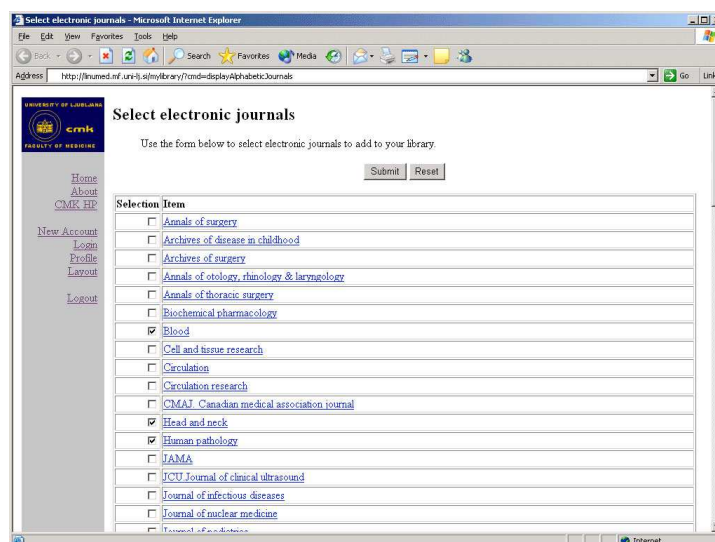 Select electronic journals - Microsoft Internet Explorer
File Edit View Favorites Tools Help
Back Search Favorites Media
Address http://linumed.mf.uni-lj.si/mylibrary/?cmd=displayAlphabeticJournals Go Link
UNIVERSITY OF LJUBLJANA
cmk
FACULTY OF MEDICINE
Home
About
CMK HP
New Account
Login
Profile
Layout
Logout
Select electronic journals
Use the form below to select electronic journals to add to your library.
Submit Reset
Selection Item
Annals of surgery
Archives of disease in childhood
Archives of surgery
Annals of otology, rhinology & laryngology
Annals of thoracic surgery
Biochemical pharmacology
Blood
Cell and tissue research
Circulation
Circulation research
CMAJ. Canadian medical association journal
Head and neck
Human pathology
JAMA
JCU.Journal of clinical ultrasound
Journal of infectious diseases
Journal of nuclear medicine
Journal of pediatrics
Internet